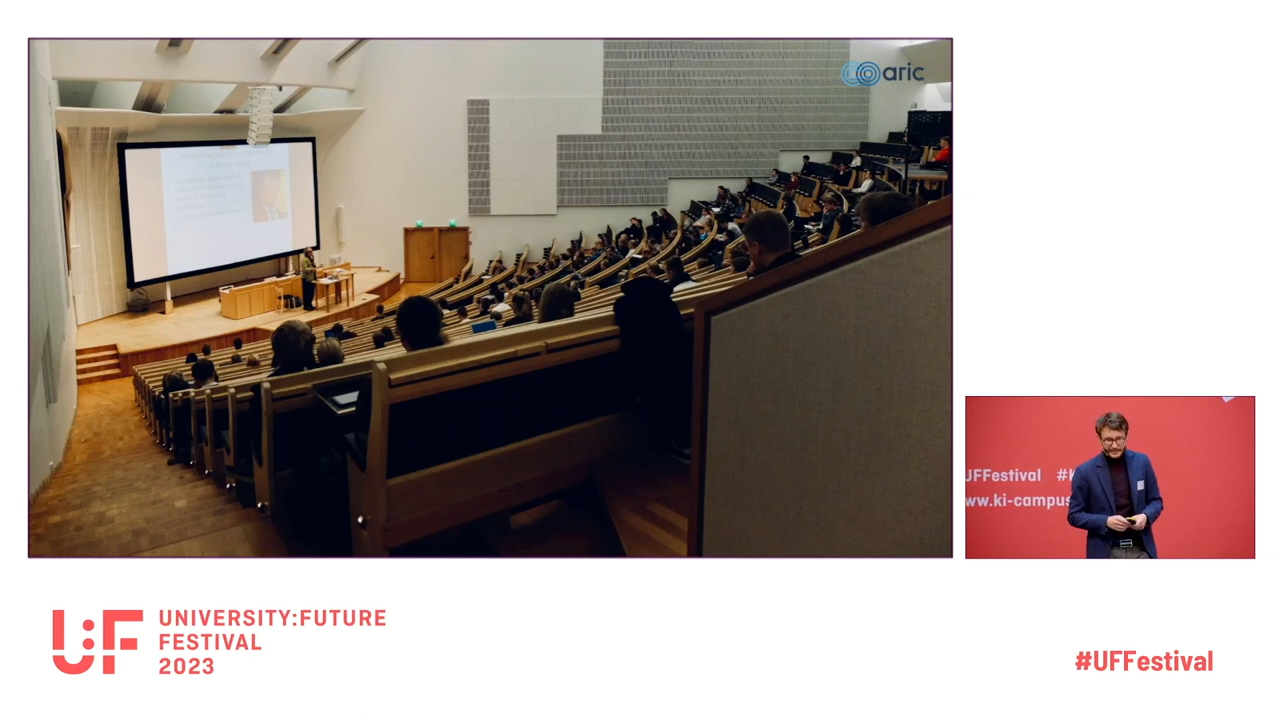 aric
UFFestival #K
ww.ki-campus
U:F
UNIVERSITY:FUTURE
FESTIVAL
2023
#UFFestival